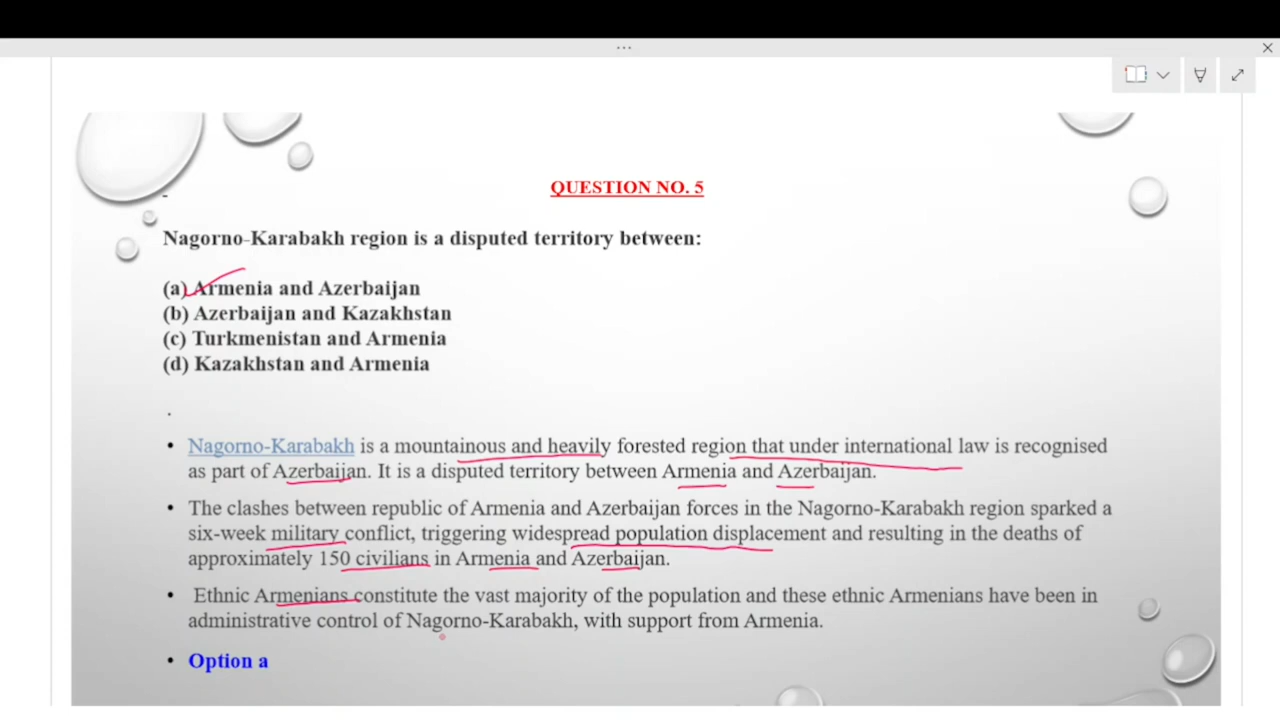 QUESTION NO. 5
Nagorno-Karabakh region is a disputed territory between:
(a) Armenia and Azerbaijan
(b) Azerbaijan and Kazakhstan
(c) Turkmenistan and Armenia
(d) Kazakhstan and Armenia
.
• Nagorno-Karabakh is a mountainous and heavily forested region that under international law is recognised
as part of Azerbaijan. It is a disputed territory between Armenia and Azerbaijan.
• The clashes between republic of Armenia and Azerbaijan forces in the Nagorno-Karabakh region sparked a
six-week military conflict, triggering widespread population displacement and resulting in the deaths of
approximately 150 civilians in Armenia and Azerbaijan.
• Ethnic Armenians constitute the vast majority of the population and these ethnic Armenians have been in
administrative control of Nagorno-Karabakh, with support from Armenia.
• Option a